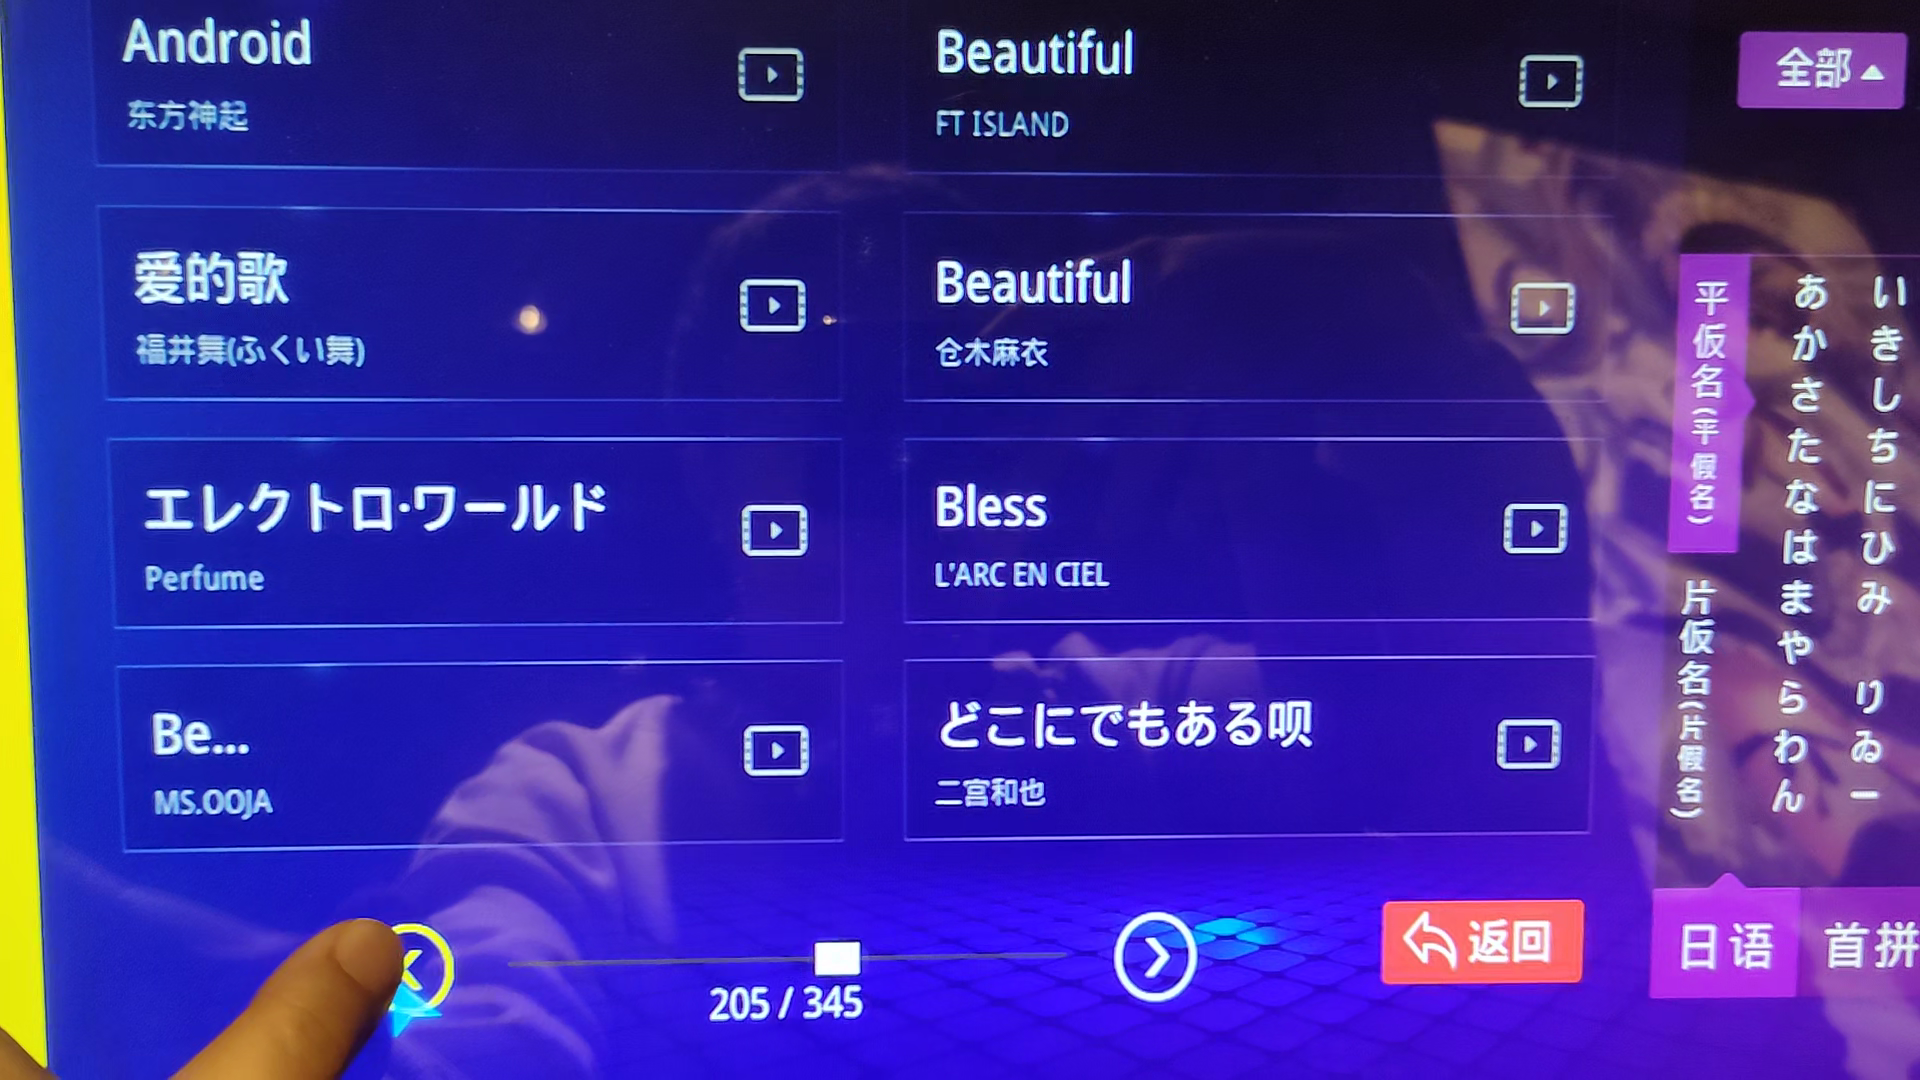 Android
东方神起
Beautiful
FT ISLAND
全部
爱的歌
福井舞(ふくい舞)
Beautiful
仓木麻衣
エレクトロ·ワールド
Perfume
Bless
L'ARC EN CIEL
Be...
MS.OOJA
どこにでもある呗
二宫和也
平仮名(平假名)
片仮名(片假名)
あかさたなはまやらわん
いきしちにひみ りゐー
205 / 345
返回
日语
首拼